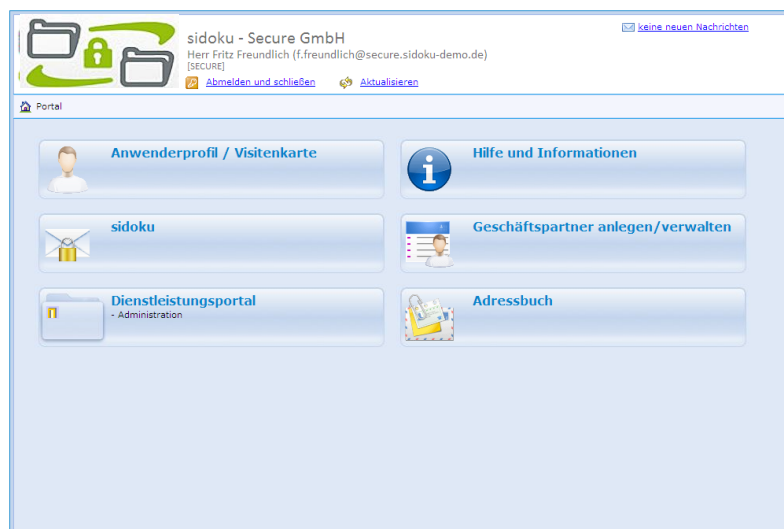 sidoku - Secure GmbH
keine neuen Nachrichten
Herr Fritz Freundlich (f.freundlich@secure.sidoku-demo.de)
[SECURE]
Abmelden und schließen
Aktualisieren
Portal
Anwenderprofil / Visitenkarte
Hilfe und Informationen
sidoku
Geschäftspartner anlegen/verwalten
Dienstleistungsportal
- Administration
Adressbuch